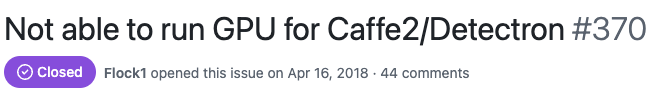 Not able to run GPU for Caffe2/Detectron #370
Closed Flock1 opened this issue on Apr 16, 2018 · 44 comments